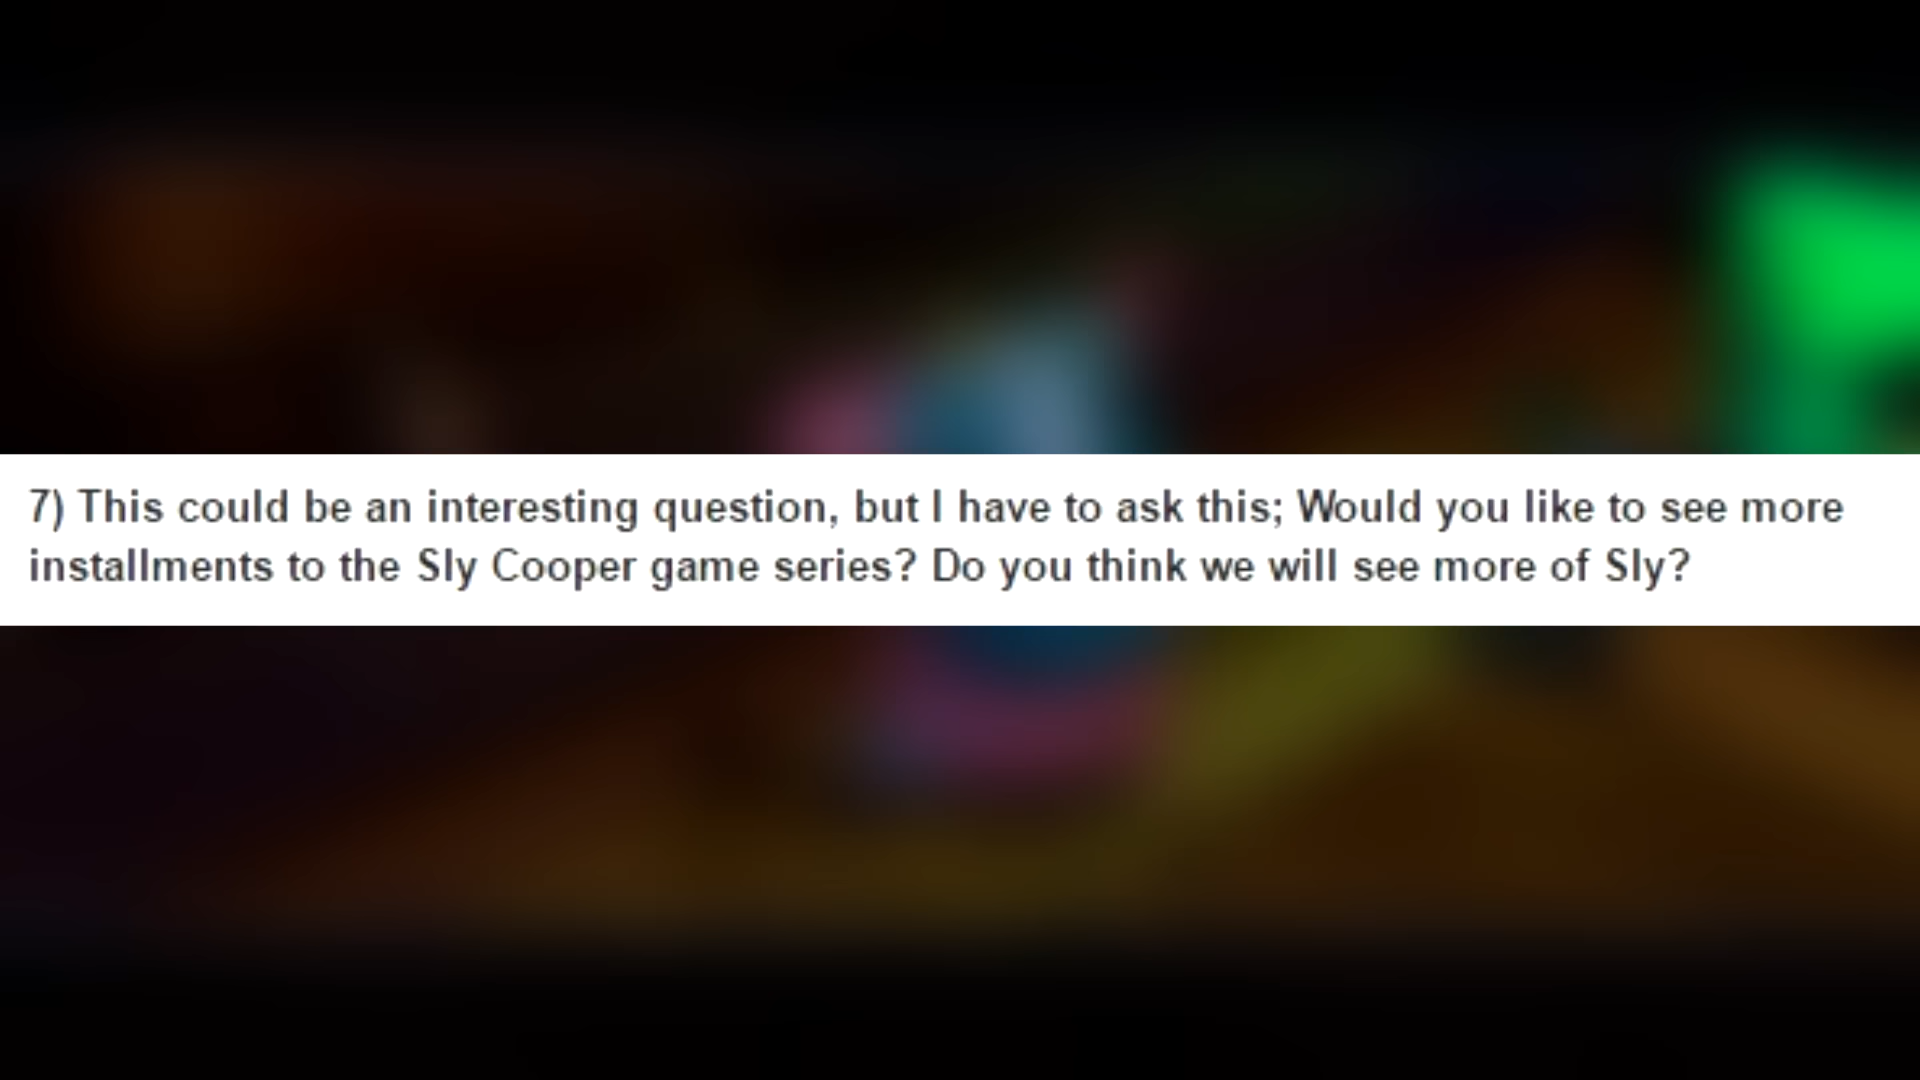 7) This could be an interesting question, but I have to ask this; Would you like to see more
installments to the Sly Cooper game series? Do you think we will see more of Sly?